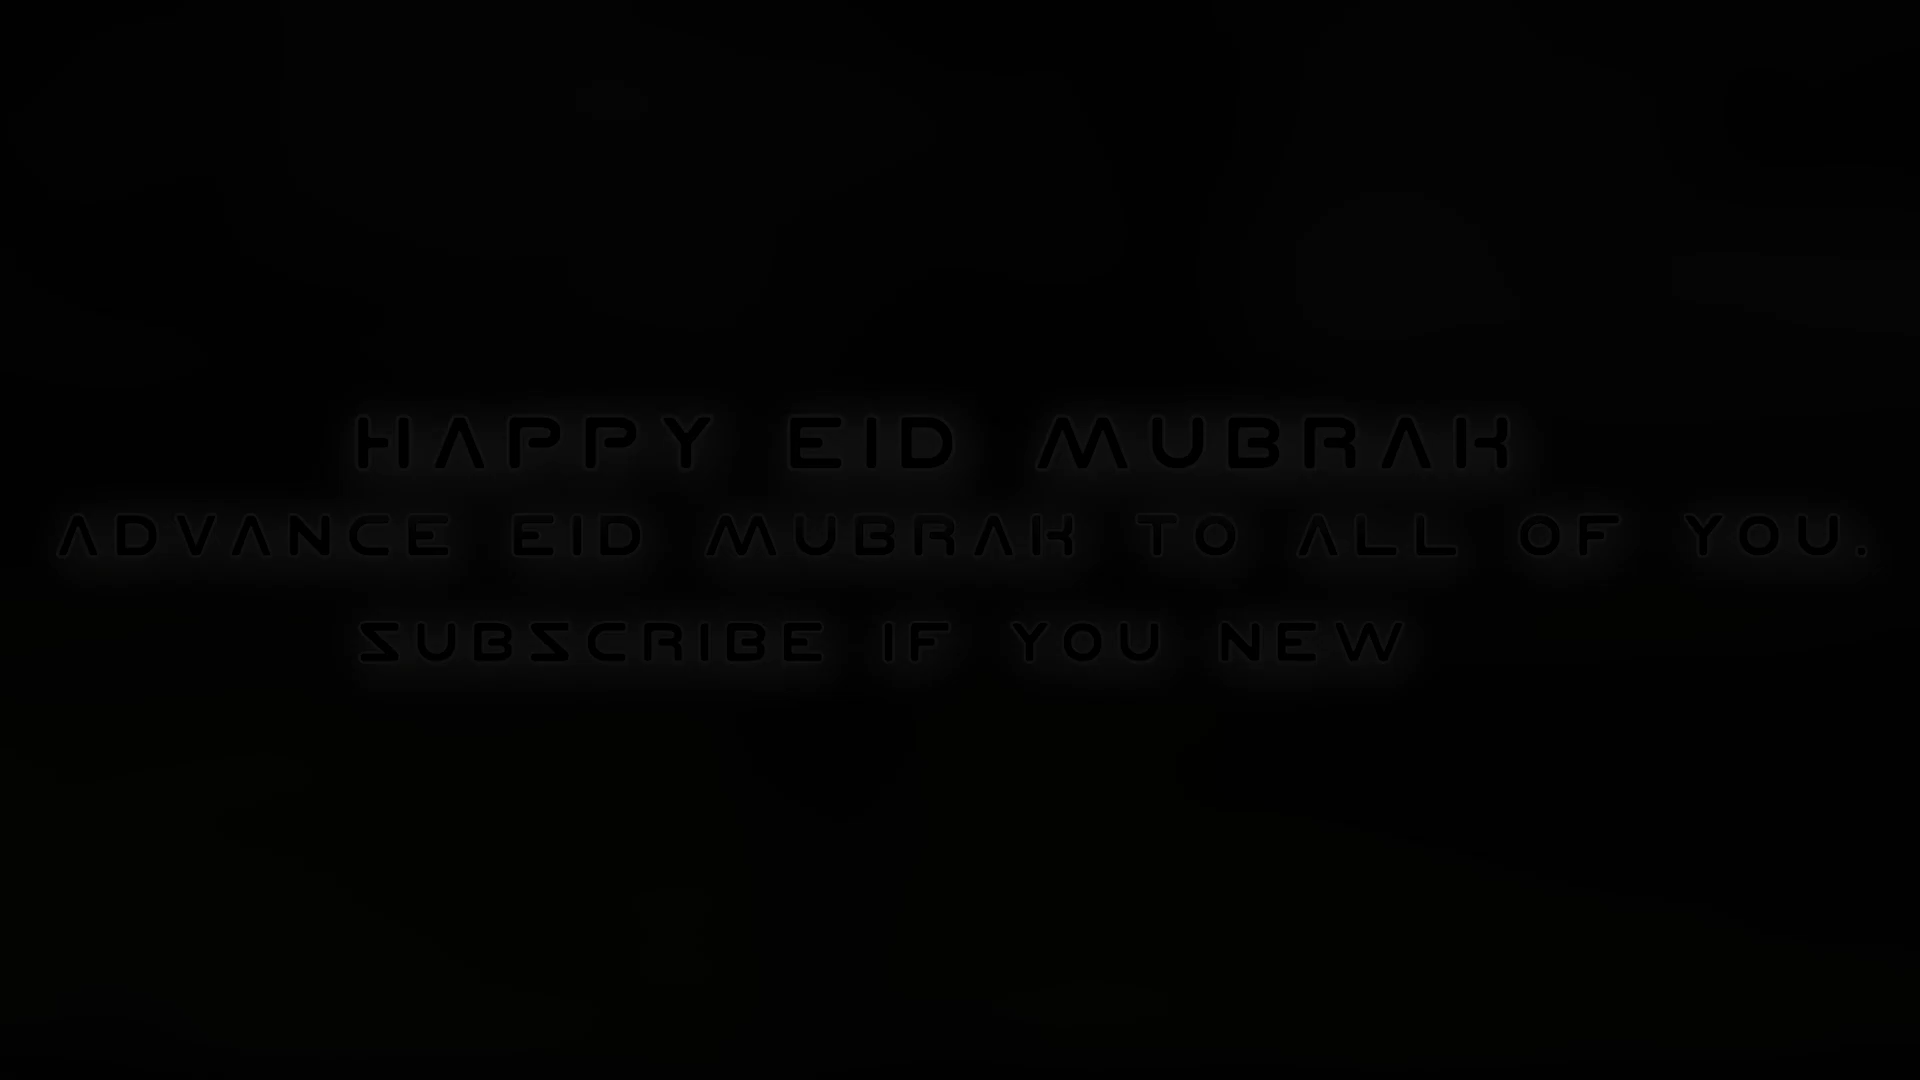 HAPPY EID MUBRAK
ADVANCE EID MUBRAK TO ALL OF YOU.
SUBSCRIBE IF YOU NEW